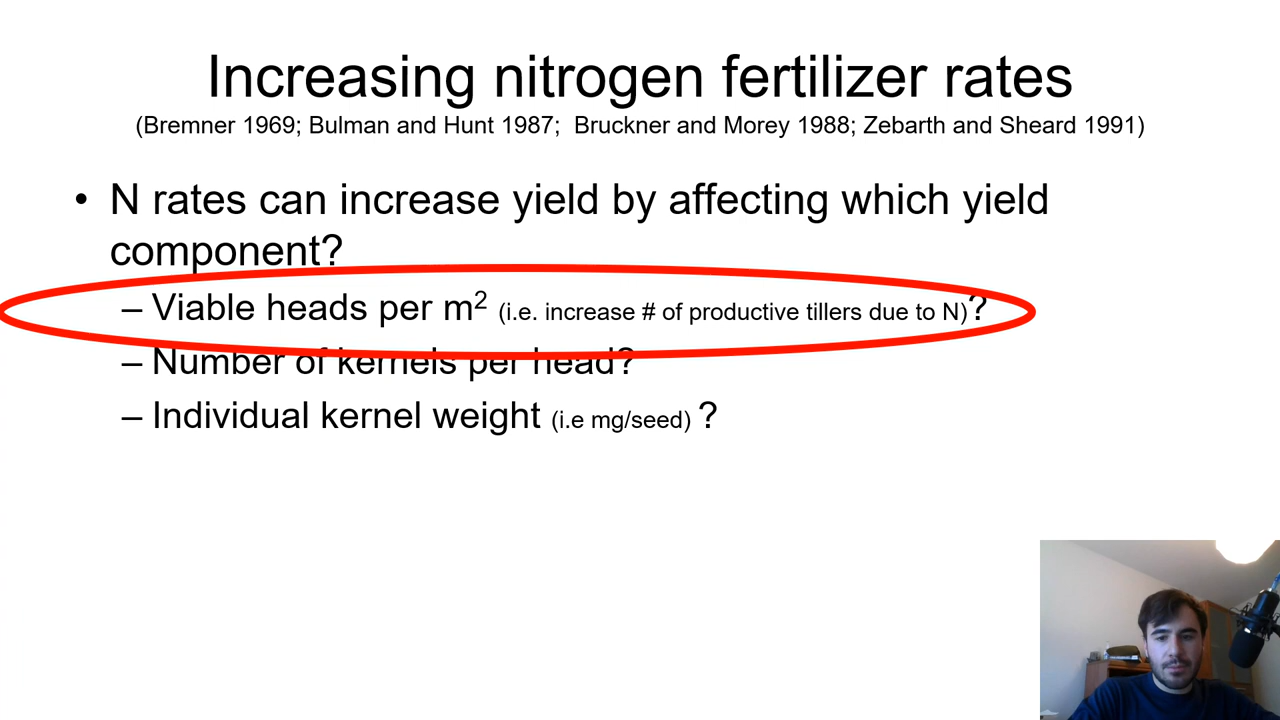 Increasing nitrogen fertilizer rates
(Bremner 1969; Bulman and Hunt 1987;  Bruckner and Morey 1988; Zebarth and Sheard 1991)
• N rates can increase yield by affecting which yield
component?
– Viable heads per m² (i.e. increase # of productive tillers due to N)?
– Number of kernels per head?
– Individual kernel weight (i.e mg/seed) ?